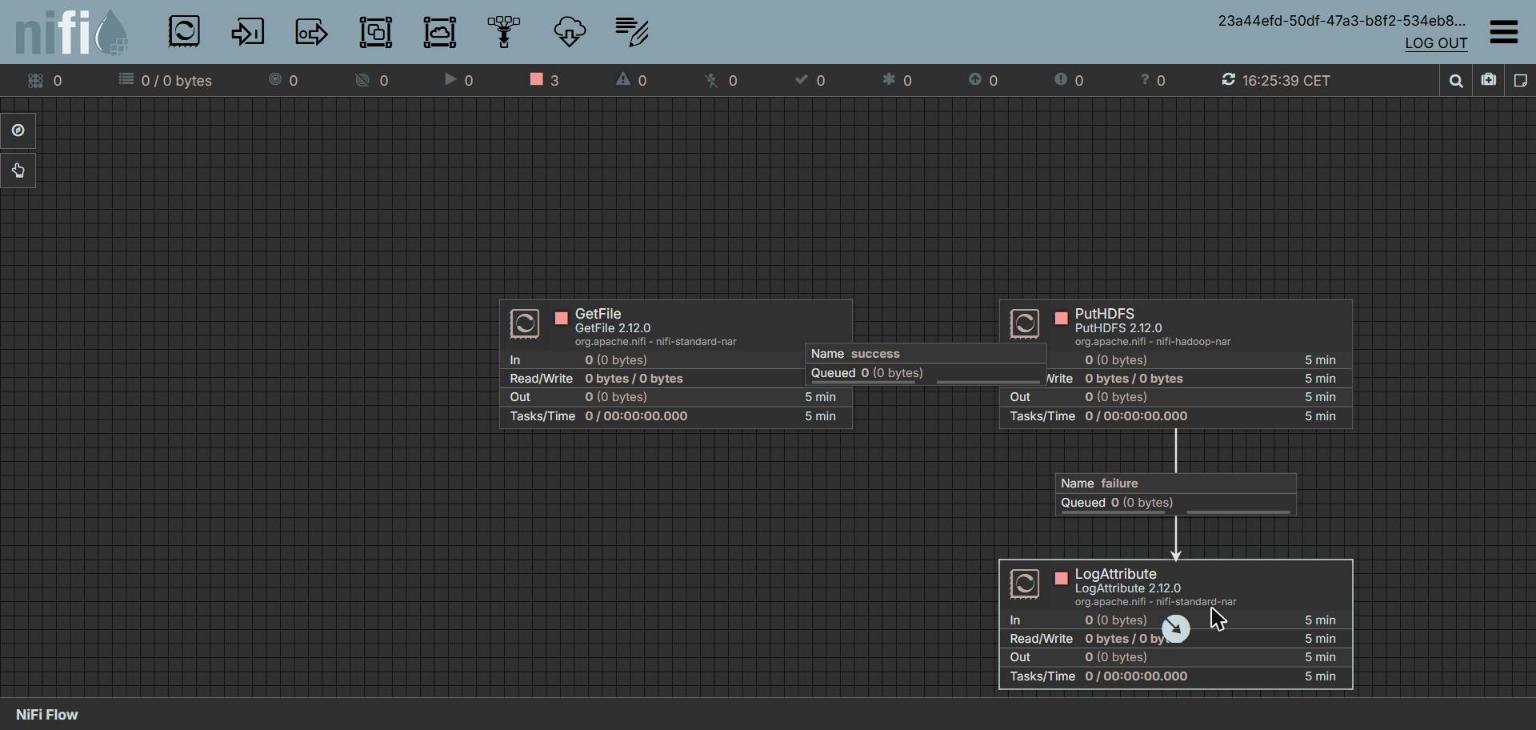 nifi
23a44efd-50df-47a3-b8f2-534eb8...
LOG OUT
0 0 / 0 bytes 0 0 0 3 0 0 0 0 0 0 0 16:25:39 CET
GetFile
GetFile 2.12.0
org.apache.nifi - nifi-standard-nar
In 0 (0 bytes)
Read/Write 0 bytes / 0 bytes
Out 0 (0 bytes) 5 min
Tasks/Time 0 / 00:00:00.000 5 min
Name success
Queued 0 (0 bytes)
PutHDFS
PutHDFS 2.12.0
org.apache.nifi - nifi-hadoop-nar
0 (0 bytes) 5 min
Write 0 bytes / 0 bytes 5 min
Out 0 (0 bytes) 5 min
Tasks/Time 0 / 00:00:00.000 5 min
Name failure
Queued 0 (0 bytes)
LogAttribute
LogAttribute 2.12.0
org.apache.nifi - nifi-standard-nar
In 0 (0 bytes) 5 min
Read/Write 0 bytes / 0 by 5 min
Out 0 (0 bytes) 5 min
Tasks/Time 0 / 00:00:00.000 5 min
NiFi Flow